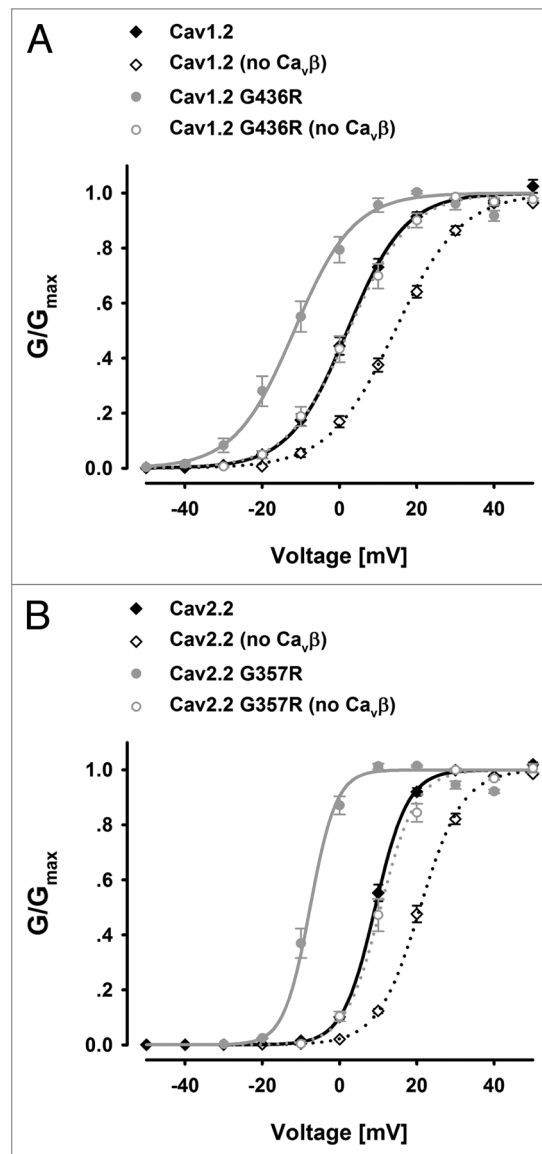 A
Cav1.2
Cav1.2 (no Caᵥβ)
Cav1.2 G436R
Cav1.2 G436R (no Caᵥβ)
G/Gmax
1.0
.8
.6
.4
.2
0.0
-40 -20 0 20 40
Voltage [mV]
B
Cav2.2
Cav2.2 (no Caᵥβ)
Cav2.2 G357R
Cav2.2 G357R (no Caᵥβ)
G/Gmax
1.0
.8
.6
.4
.2
0.0
-40 -20 0 20 40
Voltage [mV]